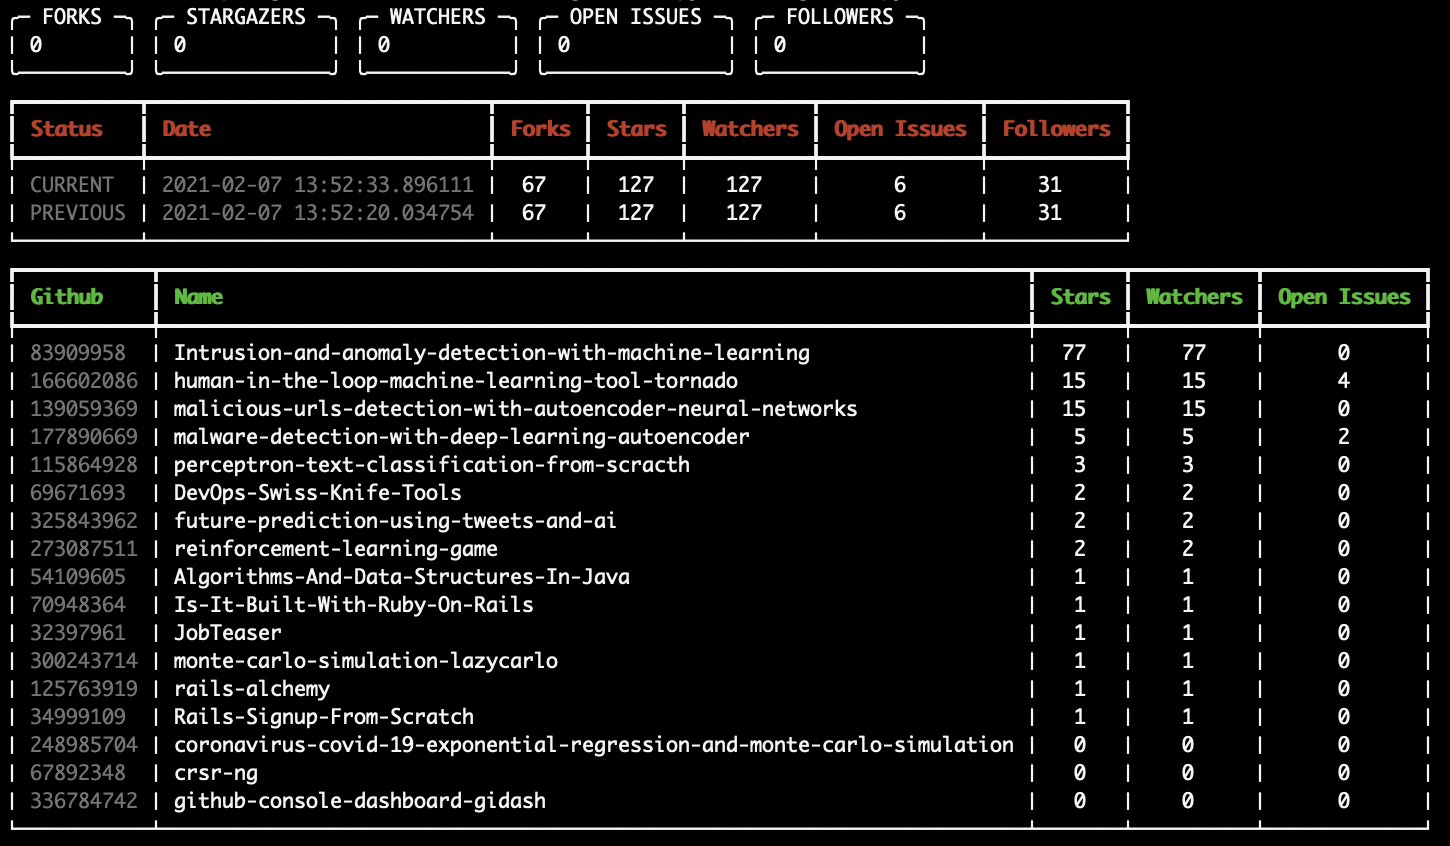 FORKS STARGAZERS WATCHERS OPEN ISSUES FOLLOWERS
0 0 0 0 0
Status Date Forks Stars Watchers Open Issues Followers
CURRENT 2021-02-07 13:52:33.896111 67 127 127 6 31
PREVIOUS 2021-02-07 13:52:20.034754 67 127 127 6 31
Github Name Stars Watchers Open Issues
83909958 Intrusion-and-anomaly-detection-with-machine-learning 77 77 0
166602086 human-in-the-loop-machine-learning-tool-tornado 15 15 4
139059369 malicious-urls-detection-with-autoencoder-neural-networks 15 15 0
177890669 malware-detection-with-deep-learning-autoencoder 5 5 2
115864928 perceptron-text-classification-from-scracth 3 3 0
69671693 DevOps-Swiss-Knife-Tools 2 2 0
325843962 future-prediction-using-tweets-and-ai 2 2 0
273087511 reinforcement-learning-game 2 2 0
54109605 Algorithms-And-Data-Structures-In-Java 1 1 0
70948364 Is-It-Built-With-Ruby-On-Rails 1 1 0
32397961 JobTeaser 1 1 0
300243714 monte-carlo-simulation-lazycarlo 1 1 0
125763919 rails-alchemy 1 1 0
34999109 Rails-Signup-From-Scratch 1 1 0
248985704 coronavirus-covid-19-exponential-regression-and-monte-carlo-simulation 0 0 0
67892348 crsr-ng 0 0 0
336784742 github-console-dashboard-gidash 0 0 0